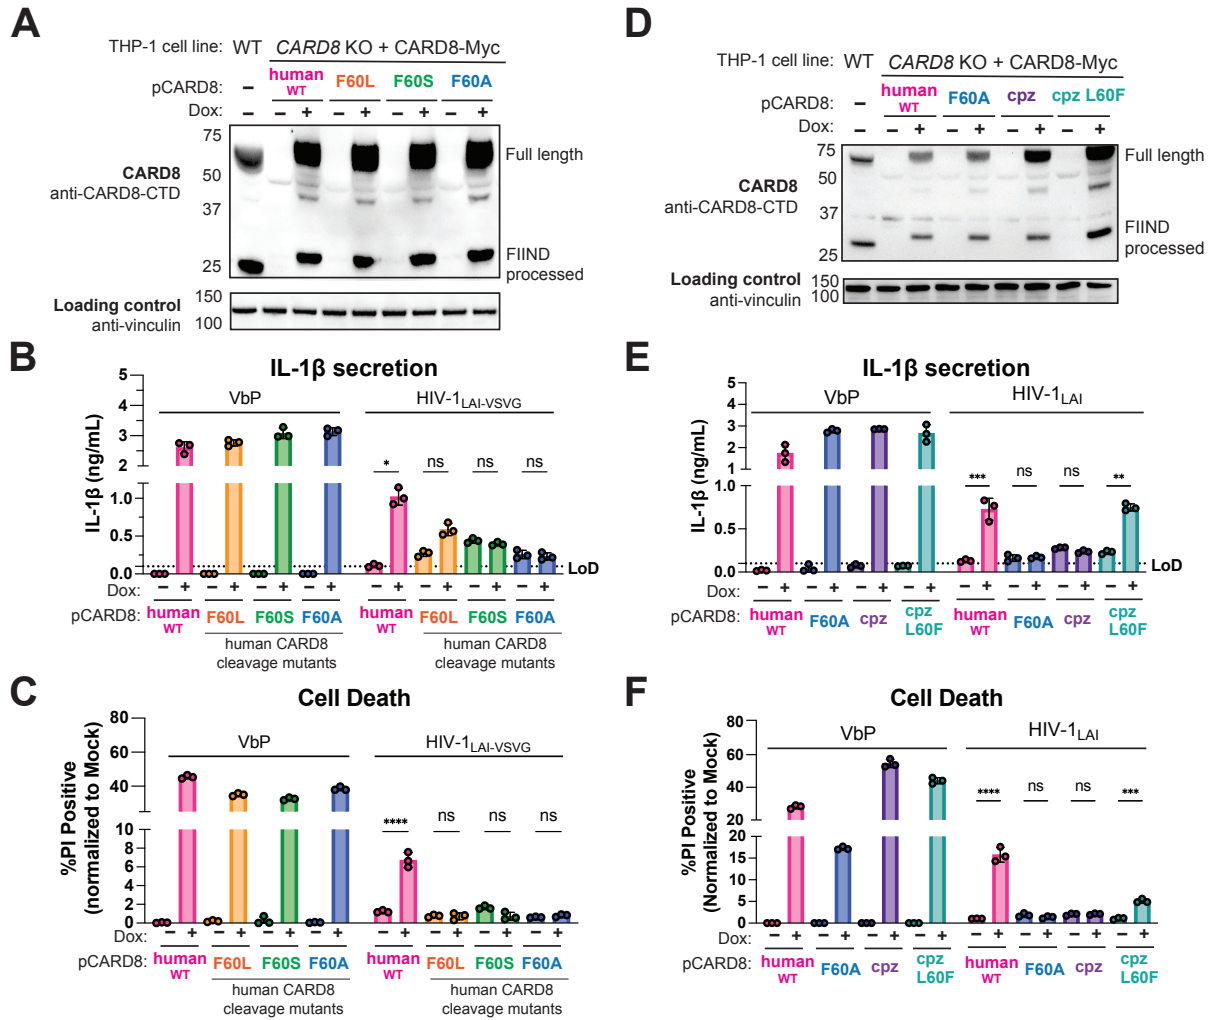 A
THP-1 cell line: WT CARD8 KO + CARD8-Myc
pCARD8: – human WT F60L F60S F60A
Dox: – – + – + – + – +
75
50
37
25
CARD8
anti-CARD8-CTD
Full length
FIIND
processed
Loading control
anti-vinculin
150
100
B
IL-1β secretion
VbP HIV-1LAI-VSVG
IL-1β (ng/mL)
5
4
3
2
1.0
0.5
0.0
* ns ns ns
LoD
Dox: – + – + – + – + – + – + – + – +
pCARD8: human WT F60L F60S F60A human WT F60L F60S F60A
human CARD8 cleavage mutants
human CARD8 cleavage mutants
C
Cell Death
VbP HIV-1LAI-VSVG
%PI Positive
(normalized to Mock)
80
60
40
10
8
6
4
2
0
**** ns ns ns
Dox: – + – + – + – + – + – + – + – +
pCARD8: human WT F60L F60S F60A human WT F60L F60S F60A
human CARD8 cleavage mutants
human CARD8 cleavage mutants
D
THP-1 cell line: WT CARD8 KO + CARD8-Myc
pCARD8: – human WT F60A cpz cpz L60F
Dox: – – + – + – + – +
75
50
37
25
CARD8
anti-CARD8-CTD
Full length
FIIND
processed
Loading control
anti-vinculin
150
100
E
IL-1β secretion
VbP HIV-1LAI
IL-1β (ng/mL)
5
4
3
2
1
1.0
0.5
0.0
*** ns ns **
LoD
Dox: – + – + – + – + – + – + – + – +
pCARD8: human WT F60A cpz cpz L60F human WT F60A cpz cpz L60F
F
Cell Death
VbP HIV-1LAI
%PI Positive
(Normalized to Mock)
80
60
40
20
20
15
10
5
0
**** ns ns ***
Dox: – + – + – + – + – + – + – + – +
pCARD8: human WT F60A cpz cpz L60F human WT F60A cpz cpz L60F